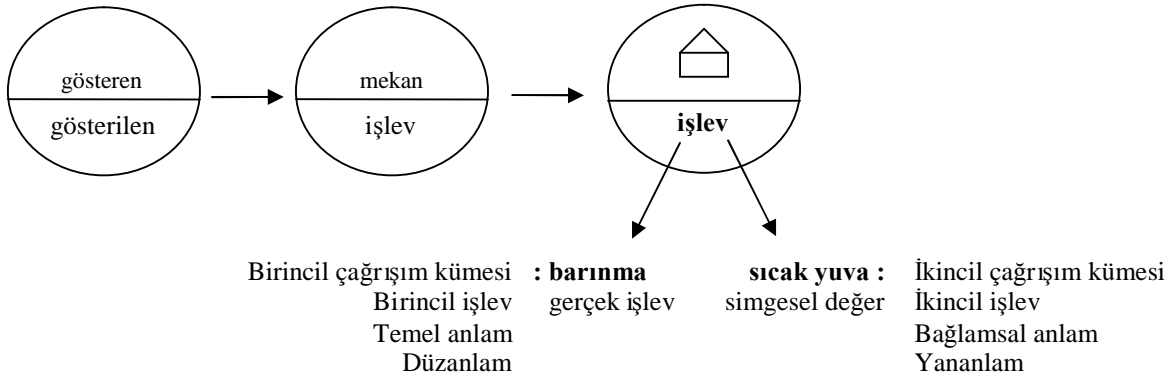 gösteren
gösterilen
mekan
işlev
işlev
Birincil çağrışım kümesi : barınma sıcak yuva : İkincil çağrışım kümesi
Birincil işlev gerçek işlev simgesel değer İkincil işlev
Temel anlam Bağlamsal anlam
Düzanlam Yananlam